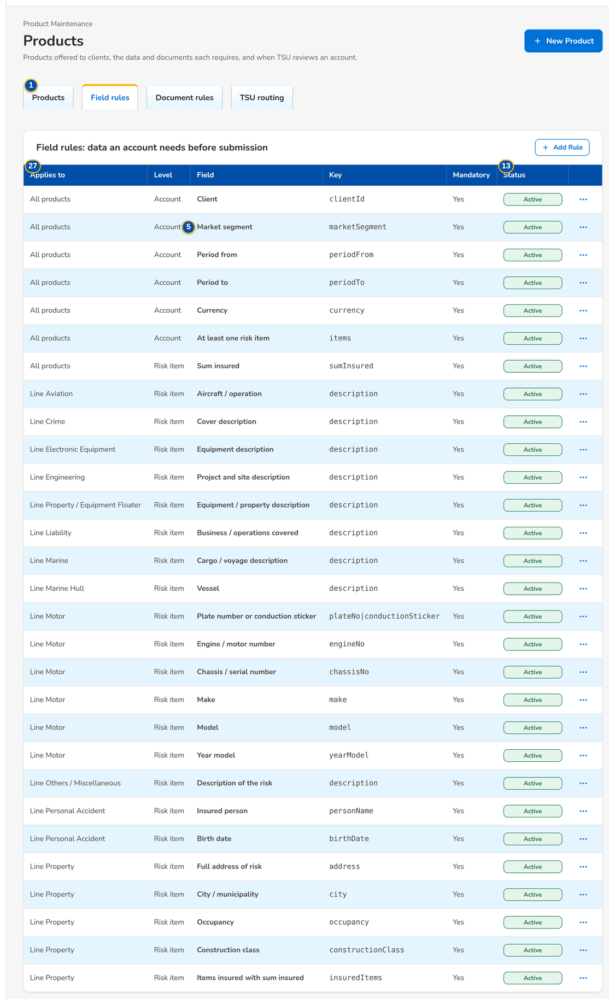 Product Maintenance
Products
+ New Product
Products offered to clients, the data and documents each requires, and when TSU reviews an account.
1
Products Field rules Document rules TSU routing
Field rules: data an account needs before submission
+ Add Rule
27 13
Applies to Level Field Key Mandatory Status
All products Account Client clientId Yes Active ...
All products Account 5 Market segment marketSegment Yes Active ...
All products Account Period from periodFrom Yes Active ...
All products Account Period to periodTo Yes Active ...
All products Account Currency currency Yes Active ...
All products Account At least one risk item items Yes Active ...
All products Risk item Sum insured sumInsured Yes Active ...
Line Aviation Risk item Aircraft / operation description Yes Active ...
Line Crime Risk item Cover description description Yes Active ...
Line Electronic Equipment Risk item Equipment description description Yes Active ...
Line Engineering Risk item Project and site description description Yes Active ...
Line Property / Equipment Floater Risk item Equipment / property description description Yes Active ...
Line Liability Risk item Business / operations covered description Yes Active ...
Line Marine Risk item Cargo / voyage description description Yes Active ...
Line Marine Hull Risk item Vessel description Yes Active ...
Line Motor Risk item Plate number or conduction sticker plateNo|conductionSticker Yes Active ...
Line Motor Risk item Engine / motor number engineNo Yes Active ...
Line Motor Risk item Chassis / serial number chassisNo Yes Active ...
Line Motor Risk item Make make Yes Active ...
Line Motor Risk item Model model Yes Active ...
Line Motor Risk item Year model yearModel Yes Active ...
Line Others / Miscellaneous Risk item Description of the risk description Yes Active ...
Line Personal Accident Risk item Insured person personName Yes Active ...
Line Personal Accident Risk item Birth date birthDate Yes Active ...
Line Property Risk item Full address of risk address Yes Active ...
Line Property Risk item City / municipality city Yes Active ...
Line Property Risk item Occupancy occupancy Yes Active ...
Line Property Risk item Construction class constructionClass Yes Active ...
Line Property Risk item Items insured with sum insured insuredItems Yes Active ...